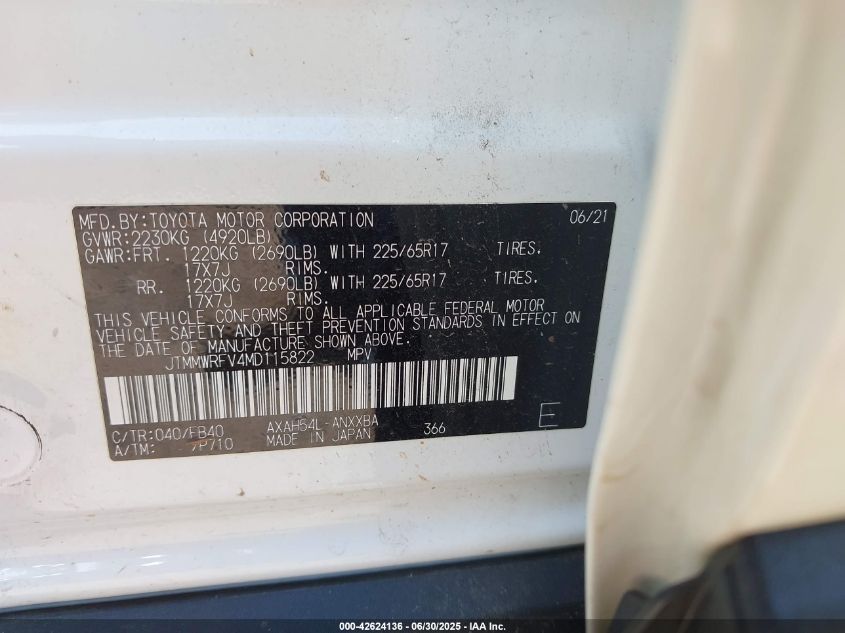 MFD.BY:TOYOTA MOTOR CORPORATION 06/21
GVWR:2230KG (4920LB)
GAWR:FRT. 1220KG (2690LB) WITH 225/65R17 TIRES.
17X7J RIMS.
RR. 1220KG (2690LB) WITH 225/65R17 TIRES.
17X7J RIMS.
THIS VEHICLE CONFORMS TO ALL APPLICABLE FEDERAL MOTOR
VEHICLE SAFETY AND THEFT PREVENTION STANDARDS IN EFFECT ON
THE DATE OF MANUFACTURE SHOWN ABOVE.
JTMMWRFV4MD115822 MPV
C/TR:040/FB40 AXAH54L-ANXXBA 366 E
A/TM: MADE IN JAPAN
000-42624136 - 06/30/2025 - IAA Inc.